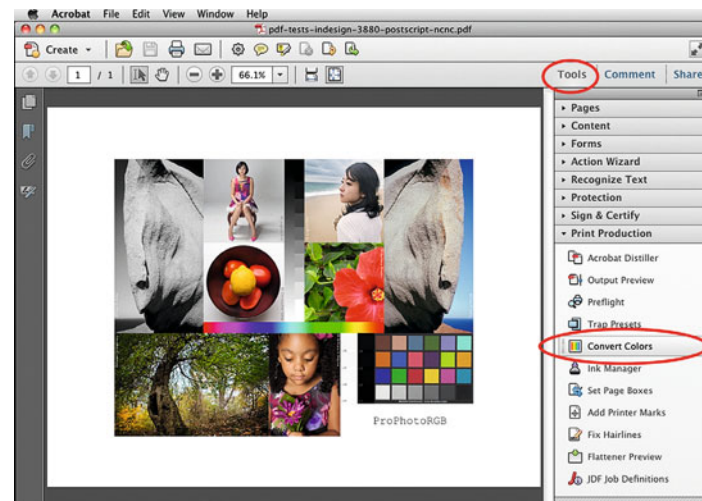 Acrobat File Edit View Window Help
pdf-tests-indesign-3880-postscript-ncnc.pdf
Create
1 / 1 66.1% Tools Comment Share
Pages
Content
Forms
Action Wizard
Recognize Text
Protection
Sign & Certify
Print Production
Acrobat Distiller
Output Preview
Preflight
Trap Presets
Convert Colors
Ink Manager
Set Page Boxes
Add Printer Marks
Fix Hairlines
Flattener Preview
JDF Job Definitions
ProPhotoRGB